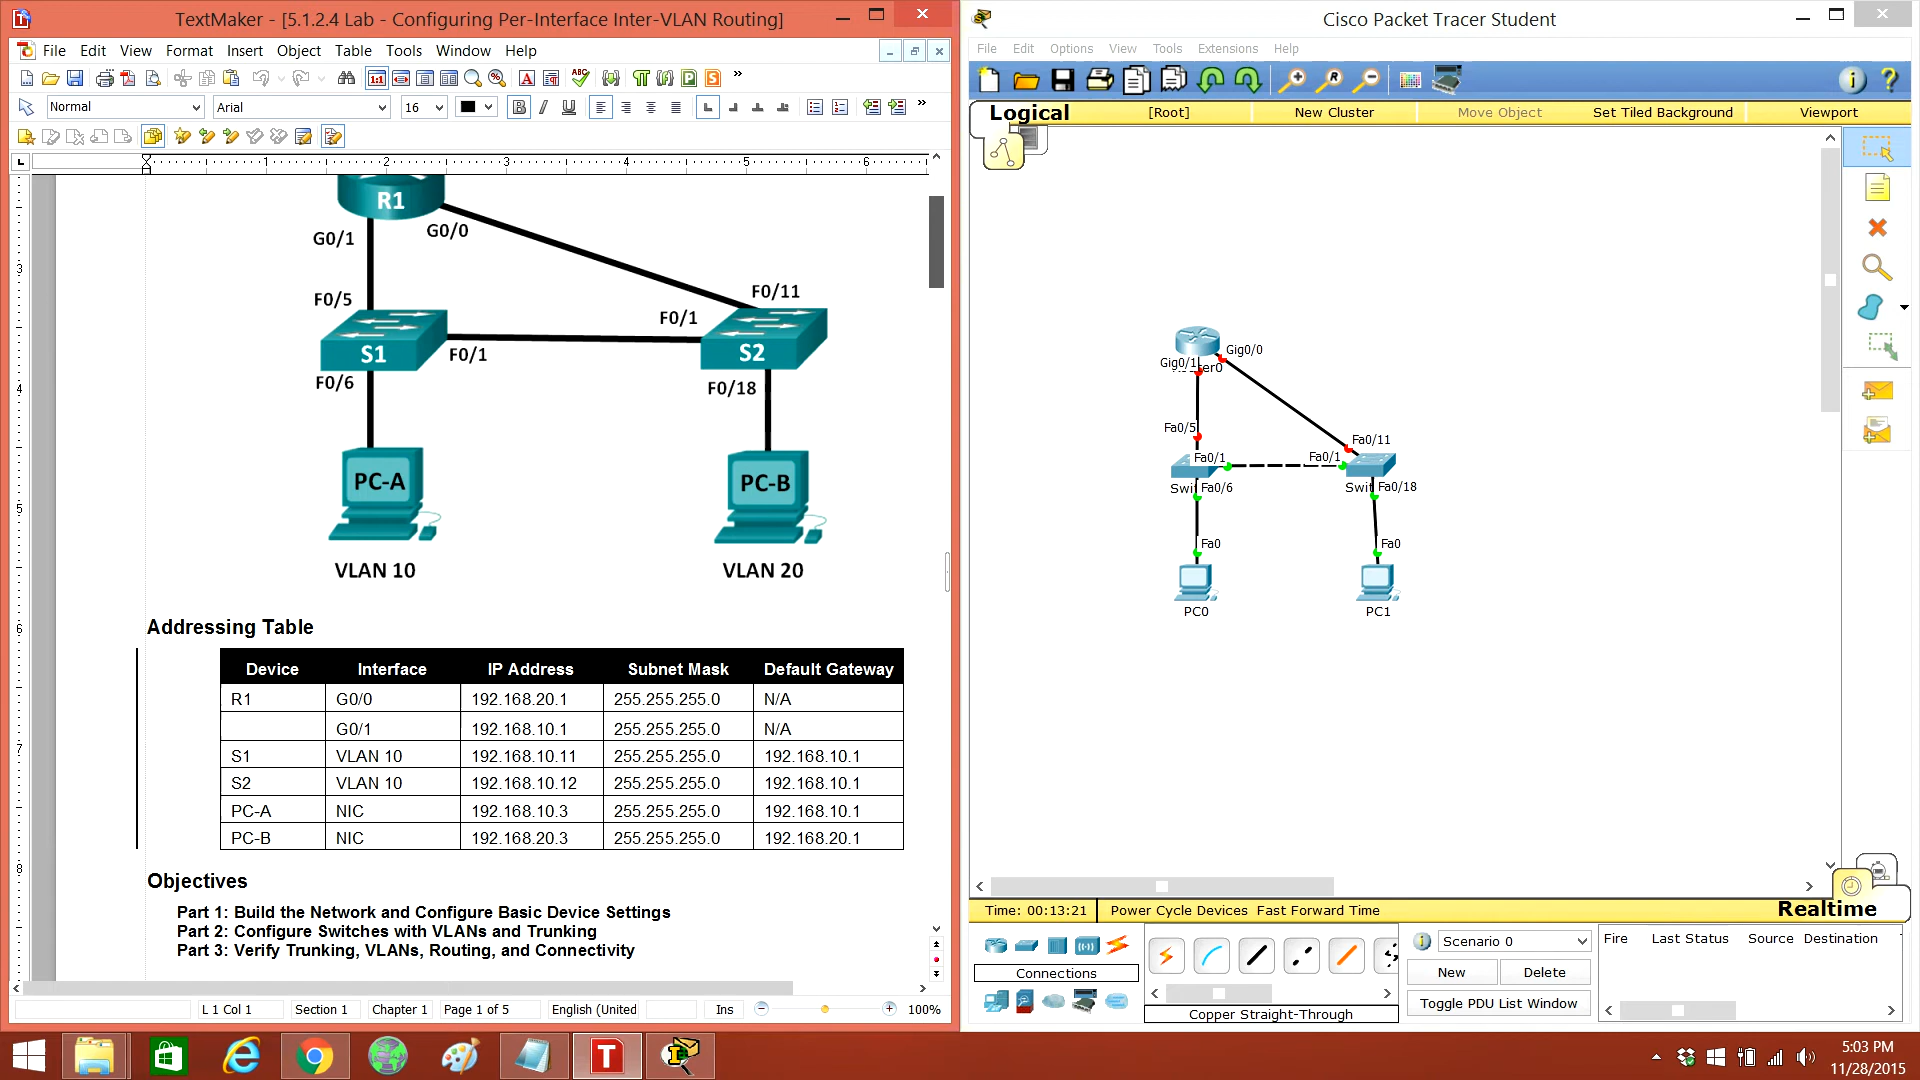 TextMaker - [5.1.2.4 Lab - Configuring Per-Interface Inter-VLAN Routing]
File Edit View Format Insert Object Table Tools Window Help
Normal Arial 16
1 2 3 4 5 6
3 4 5 6 7 8
R1
G0/1 G0/0
F0/5 F0/11
F0/1
S1 S2
F0/1
F0/6 F0/18
PC-A PC-B
VLAN 10 VLAN 20
Addressing Table
Device Interface IP Address Subnet Mask Default Gateway
R1 G0/0 192.168.20.1 255.255.255.0 N/A
G0/1 192.168.10.1 255.255.255.0 N/A
S1 VLAN 10 192.168.10.11 255.255.255.0 192.168.10.1
S2 VLAN 10 192.168.10.12 255.255.255.0 192.168.10.1
PC-A NIC 192.168.10.3 255.255.255.0 192.168.10.1
PC-B NIC 192.168.20.3 255.255.255.0 192.168.20.1
Objectives
Part 1: Build the Network and Configure Basic Device Settings
Part 2: Configure Switches with VLANs and Trunking
Part 3: Verify Trunking, VLANs, Routing, and Connectivity
L 1 Col 1 Section 1 Chapter 1 Page 1 of 5 English (United Ins 100%
Cisco Packet Tracer Student
File Edit Options View Tools Extensions Help
Logical [Root] New Cluster Move Object Set Tiled Background Viewport
Gig0/0
Gig0/1
Fa0/5 Fa0/11
Fa0/1 Fa0/1
Fa0/6 Fa0/18
Fa0 Fa0
PC0 PC1
Time: 00:13:21 Power Cycle Devices Fast Forward Time Realtime
Connections
Copper Straight-Through
Scenario 0
New Delete
Toggle PDU List Window
Fire Last Status Source Destination
5:03 PM
11/28/2015